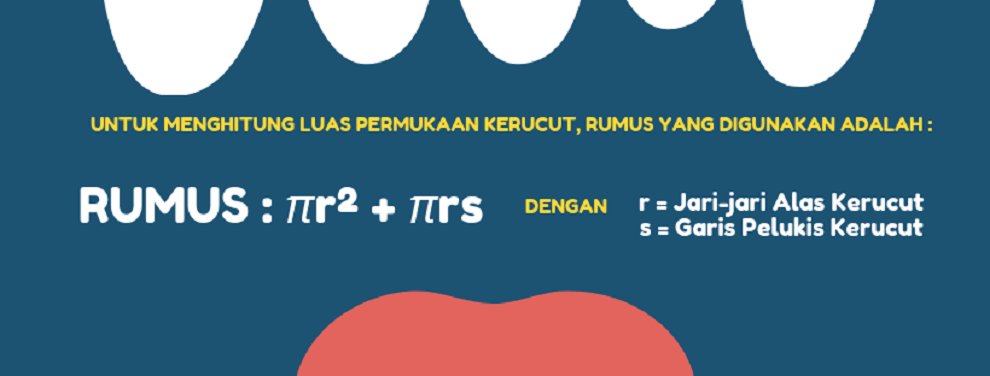 UNTUK MENGHITUNG LUAS PERMUKAAN KERUCUT, RUMUS YANG DIGUNAKAN ADALAH :
RUMUS : πr² + πrs
DENGAN
r = Jari-jari Alas Kerucut
s = Garis Pelukis Kerucut